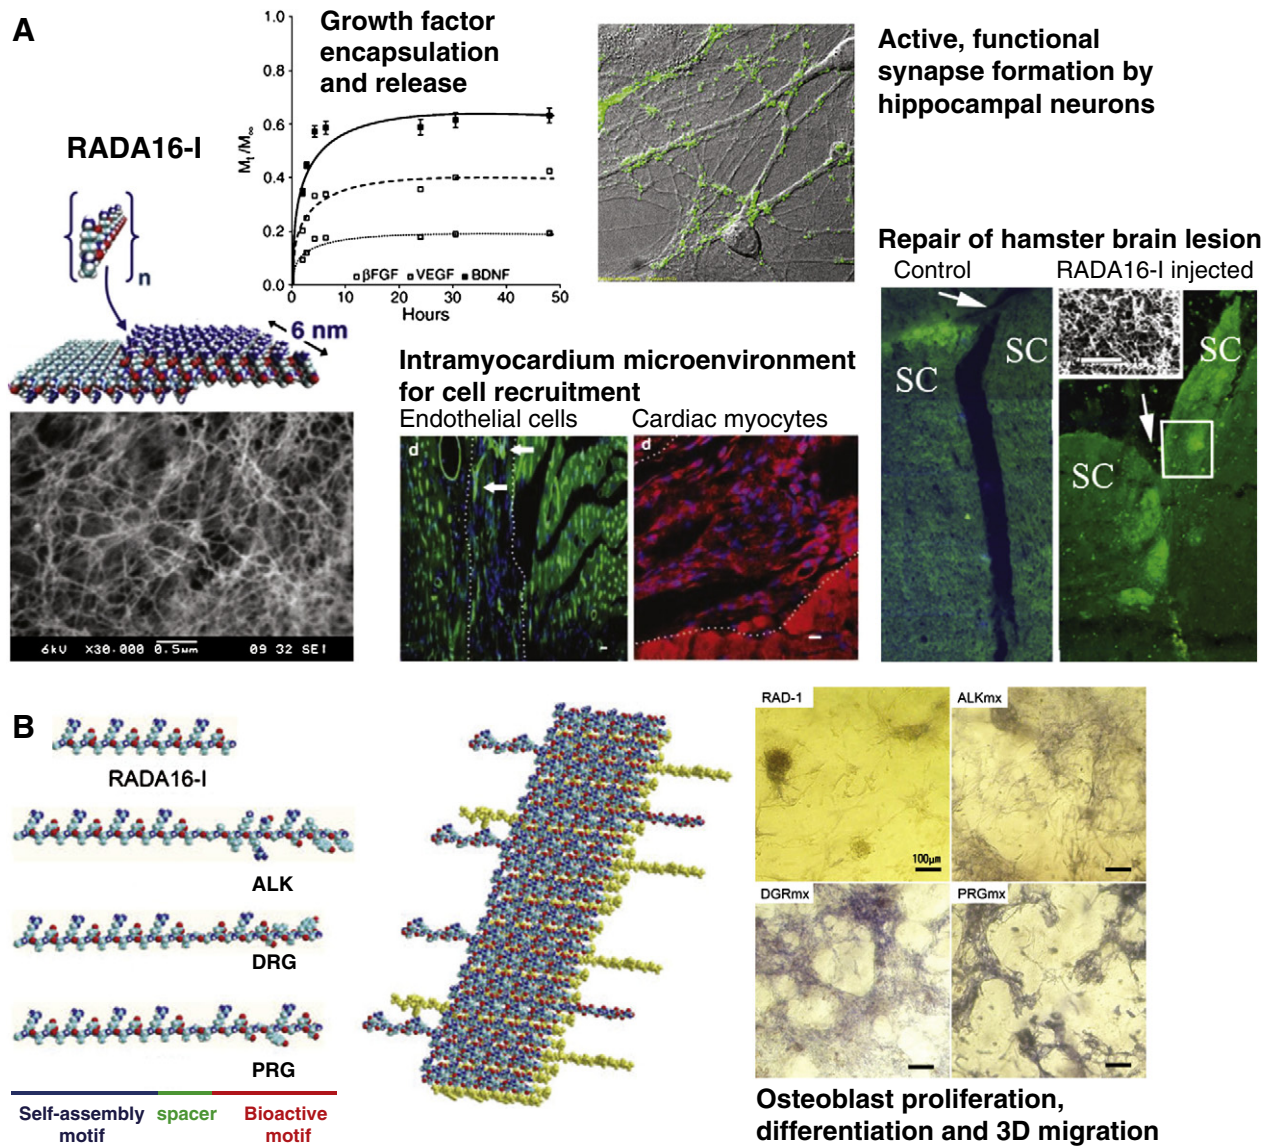 A
Growth factor
encapsulation
and release
1.0
0.8
0.6
0.4
0.2
0.0
Mt/M∞
0 10 20 30 40 50
Hours
βFGF VEGF BDNF
Active, functional
synapse formation by
hippocampal neurons
RADA16-I
n
6 nm
6kV X30.000 0.5μm 09 32 SEI
Intramyocardium microenvironment
for cell recruitment
Endothelial cells Cardiac myocytes
d d
Repair of hamster brain lesion
Control RADA16-I injected
SC SC
SC SC
B
RADA16-I
ALK
DRG
PRG
Self-assembly
motif
spacer
Bioactive
motif
RAD-1 ALKmx
100μm
DGRmx PRGmx
Osteoblast proliferation,
differentiation and 3D migration